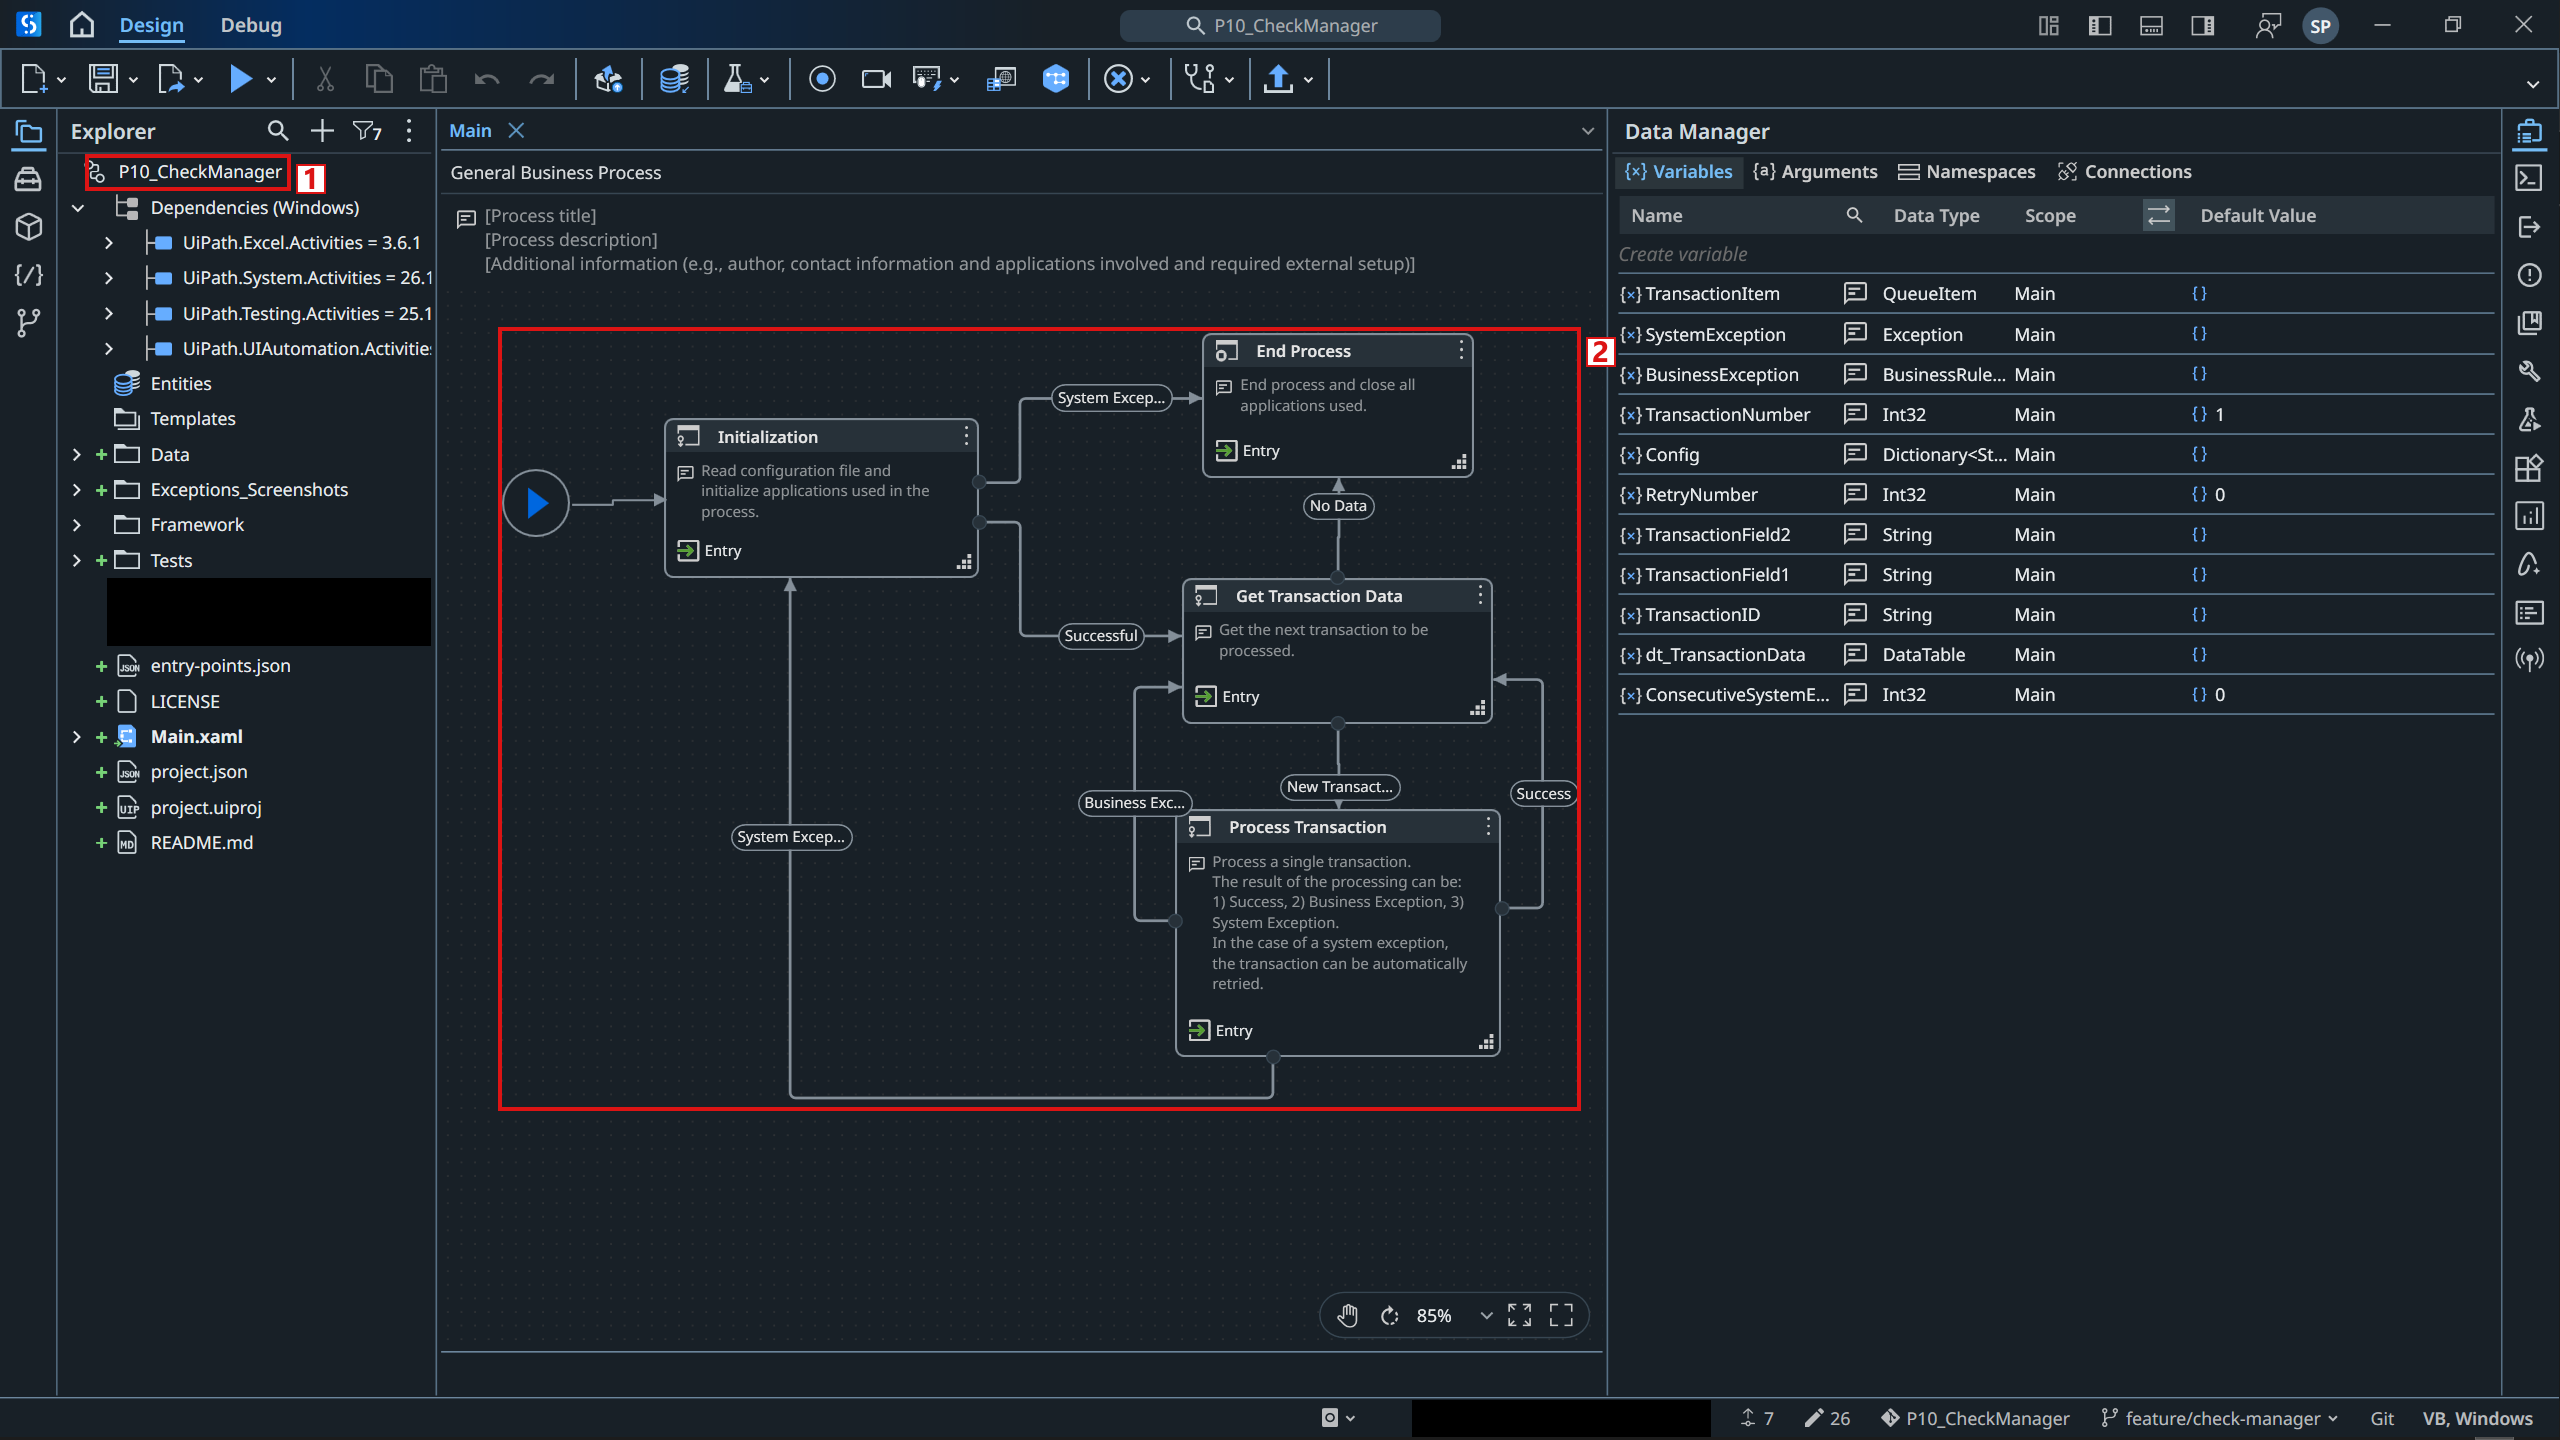 Design
Debug
P10_CheckManager
SP
Explorer
7
P10_CheckManager
1
Dependencies (Windows)
UiPath.Excel.Activities = 3.6.1
UiPath.System.Activities = 26.1
UiPath.Testing.Activities = 25.1
UiPath.UIAutomation.Activitie
Entities
Templates
Data
Exceptions_Screenshots
Framework
Tests
entry-points.json
LICENSE
Main.xaml
project.json
project.uiproj
README.md
Main
General Business Process
[Process title]
[Process description]
[Additional information (e.g., author, contact information and applications involved and required external setup)]
2
End Process
End process and close all
applications used.
Entry
System Excep...
Initialization
Read configuration file and
initialize applications used in the
process.
Entry
No Data
Successful
Get Transaction Data
Get the next transaction to be
processed.
Entry
New Transact...
Business Exc...
Success
System Excep...
Process Transaction
Process a single transaction.
The result of the processing can be:
1) Success, 2) Business Exception, 3)
System Exception.
In the case of a system exception,
the transaction can be automatically
retried.
Entry
85%
Data Manager
Variables
Arguments
Namespaces
Connections
Name Data Type Scope Default Value
Create variable
TransactionItem QueueItem Main
SystemException Exception Main
BusinessException BusinessRule... Main
TransactionNumber Int32 Main 1
Config Dictionary<St... Main
RetryNumber Int32 Main 0
TransactionField2 String Main
TransactionField1 String Main
TransactionID String Main
dt_TransactionData DataTable Main
ConsecutiveSystemE... Int32 Main 0
7
26
P10_CheckManager
feature/check-manager
Git
VB, Windows